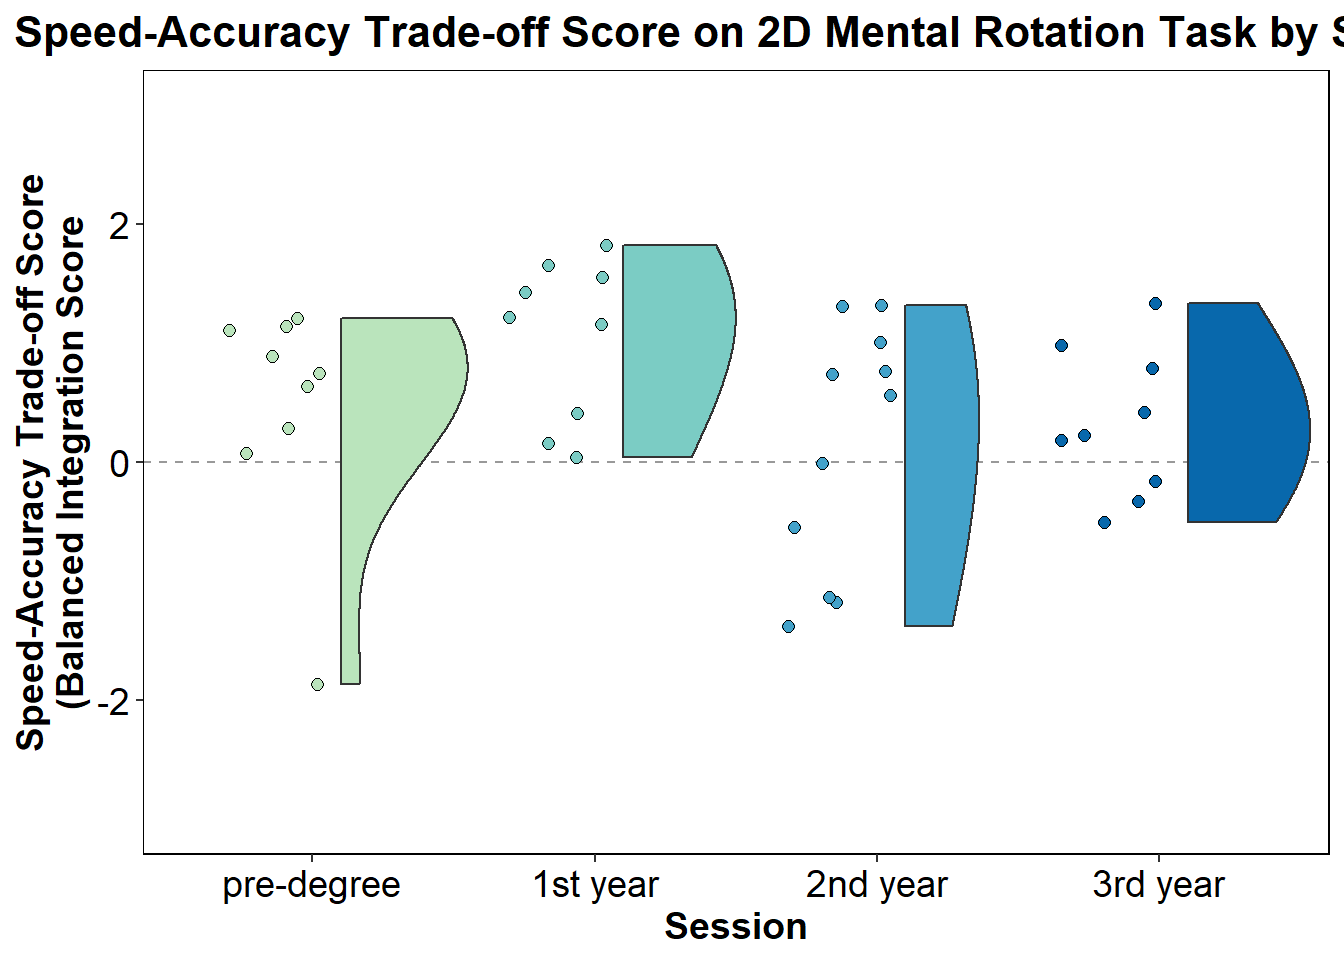 Speed-Accuracy Trade-off Score on 2D Mental Rotation Task by S
Speed-Accuracy Trade-off Score
(Balanced Integration Score
2
0
-2
pre-degree
1st year
2nd year
3rd year
Session